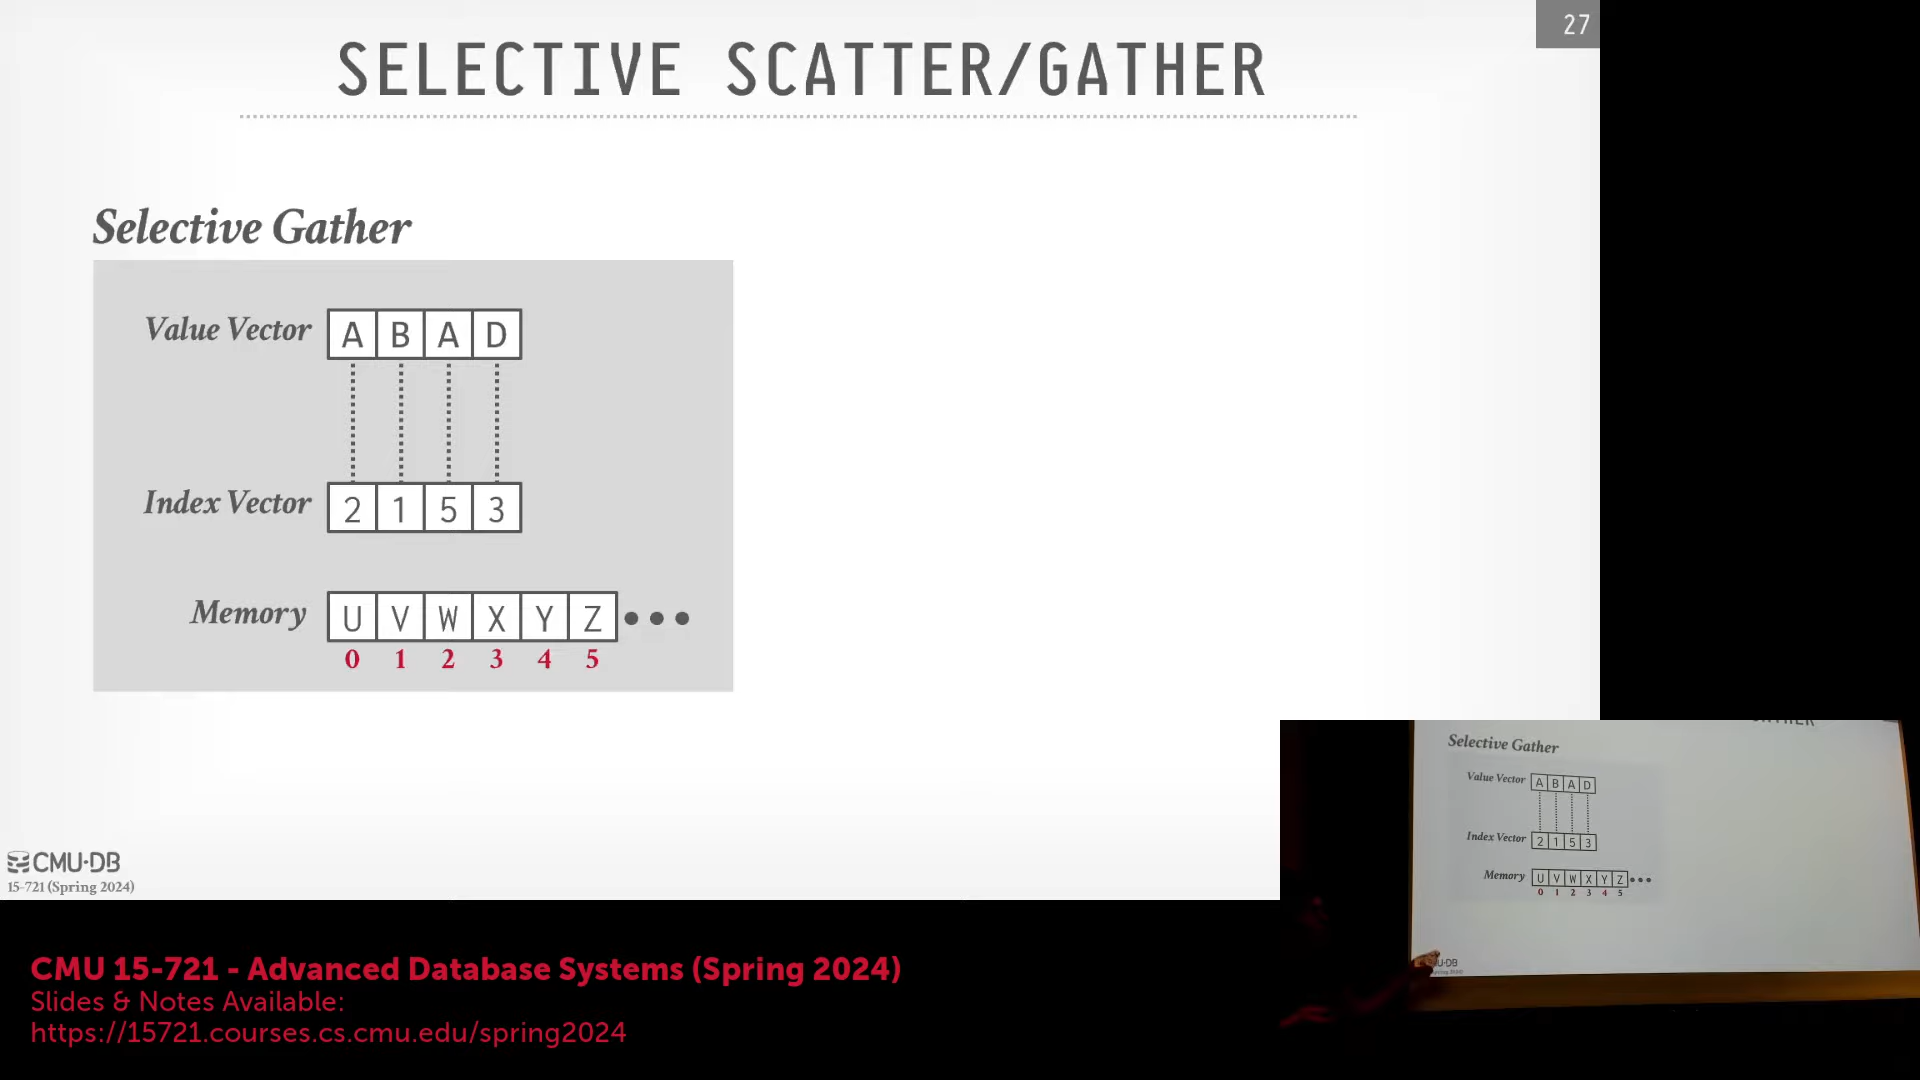 27
SELECTIVE SCATTER/GATHER
Selective Gather
Value Vector A B A D
Index Vector 2 1 5 3
Memory U V W X Y Z
0 1 2 3 4 5
CMU·DB
15-721 (Spring 2024)
CMU 15-721 - Advanced Database Systems (Spring 2024)
Slides & Notes Available:
https://15721.courses.cs.cmu.edu/spring2024
Selective Gather
Value Vector A B A D
Index Vector 2 1 5 3
Memory U V W X Y Z
0 1 2 3 4 5